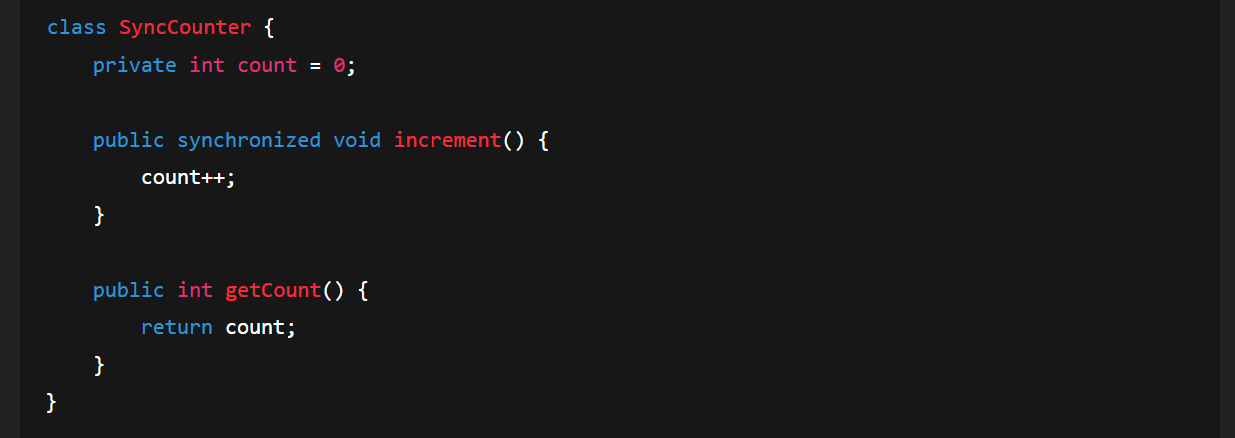 class SyncCounter {
    private int count = 0;
    public synchronized void increment() {
        count++;
    }
    public int getCount() {
        return count;
    }
}